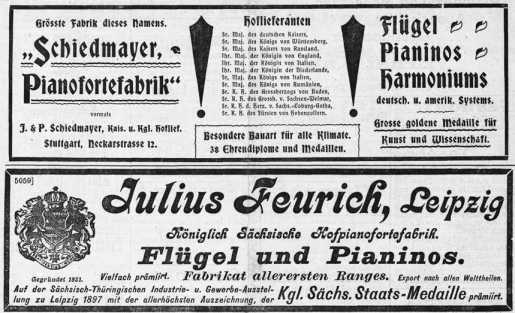 Grösste Fabrik dieses Namens.
„Schiedmayer,
Pianofortefabrik“
vormals
J. & P. Schiedmayer, Kais. u. Kgl. Hoflief.
Stuttgart, Neckarstrasse 12.
Hoflieferanten
Sr. Maj. des deutschen Kaisers,
Sr. Maj. des Königs von Württemberg,
Sr. Maj. des Kaisers von Russland,
Ihr. Maj. der Königin von England,
Ihr. Maj. der Königin von Italien,
Ihr. Maj. der Königin der Niederlande,
Sr. Maj. des Königs von Italien,
Sr. Maj. des Königs von Rumänien,
Sr. K. H. des Grossherzogs von Baden,
Sr. K. H. des Grossh. v. Sachsen-Weimar,
Sr. K. H. d. Herz. v. Sachs.-Coburg-Gotha,
Sr. K. H. des Fürsten von Hohenzollern.
Besondere Bauart für alle Klimate.
38 Ehrendiplome und Medaillen.
Flügel
Pianinos
Harmoniums
deutsch. u. amerik. Systems.
Grosse goldene Medaille für
Kunst und Wissenschaft.
5059]
Julius Feurich, Leipzig
Königlich Sächsische Hofpianofortefabrik.
Flügel und Pianinos.
Gegründet 1851. Vielfach prämiirt. Fabrikat allerersten Ranges. Export nach allen Welttheilen.
Auf der Sächsisch-Thüringischen Industrie- u. Gewerbe-Ausstel-
lung zu Leipzig 1897 mit der allerhöchsten Auszeichnung, der Kgl. Sächs. Staats-Medaille prämiirt.